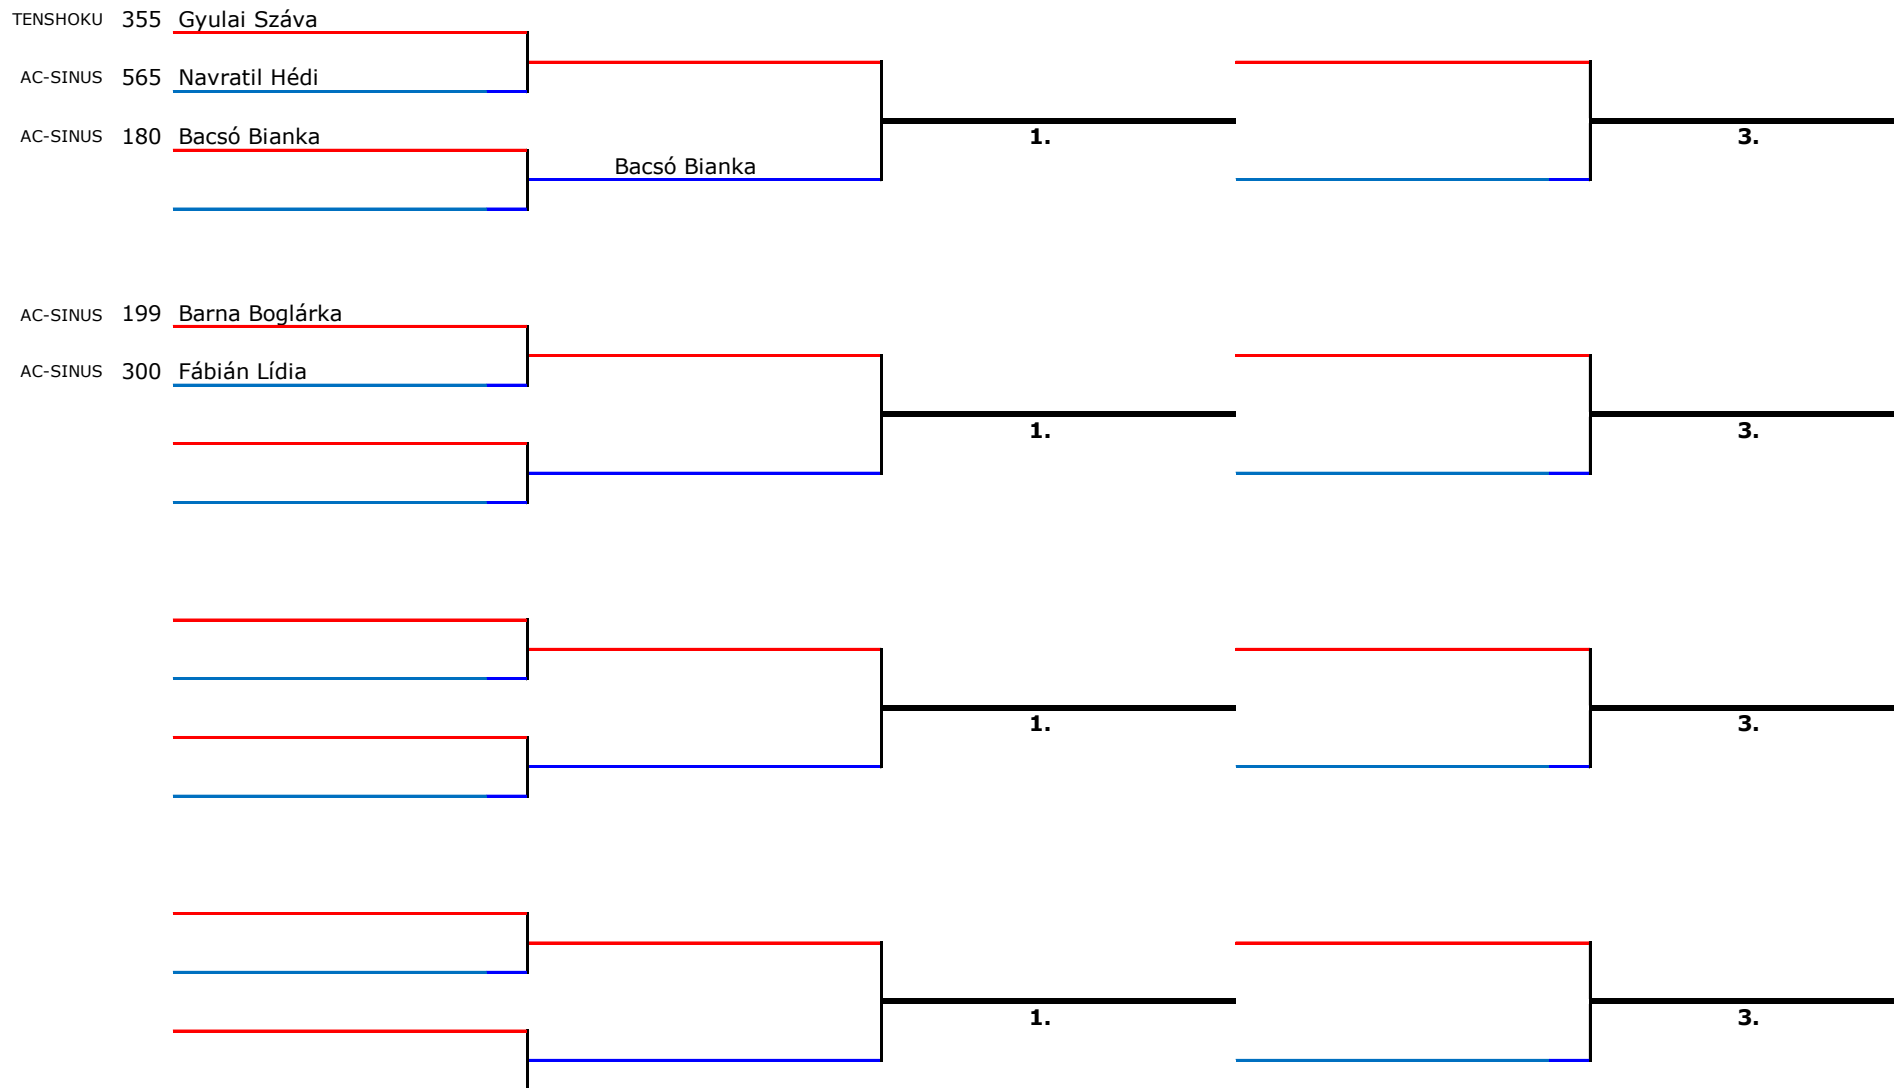 TENSHOKU 355 Gyulai Száva
AC-SINUS 565 Navratil Hédi
AC-SINUS 180 Bacsó Bianka
1.
3.
Bacsó Bianka
AC-SINUS 199 Barna Boglárka
AC-SINUS 300 Fábián Lídia
1.
3.
1.
3.
1.
3.